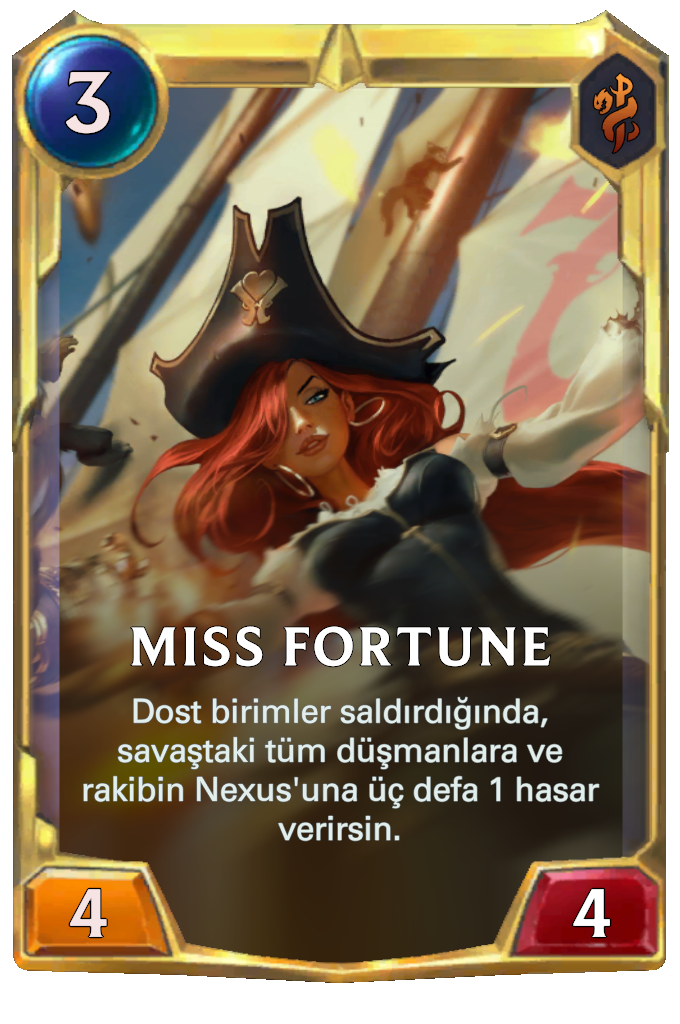 3
MISS FORTUNE
Dost birimler saldırdığında,
savaştaki tüm düşmanlara ve
rakibin Nexus'una üç defa 1 hasar
verirsin.
4
4